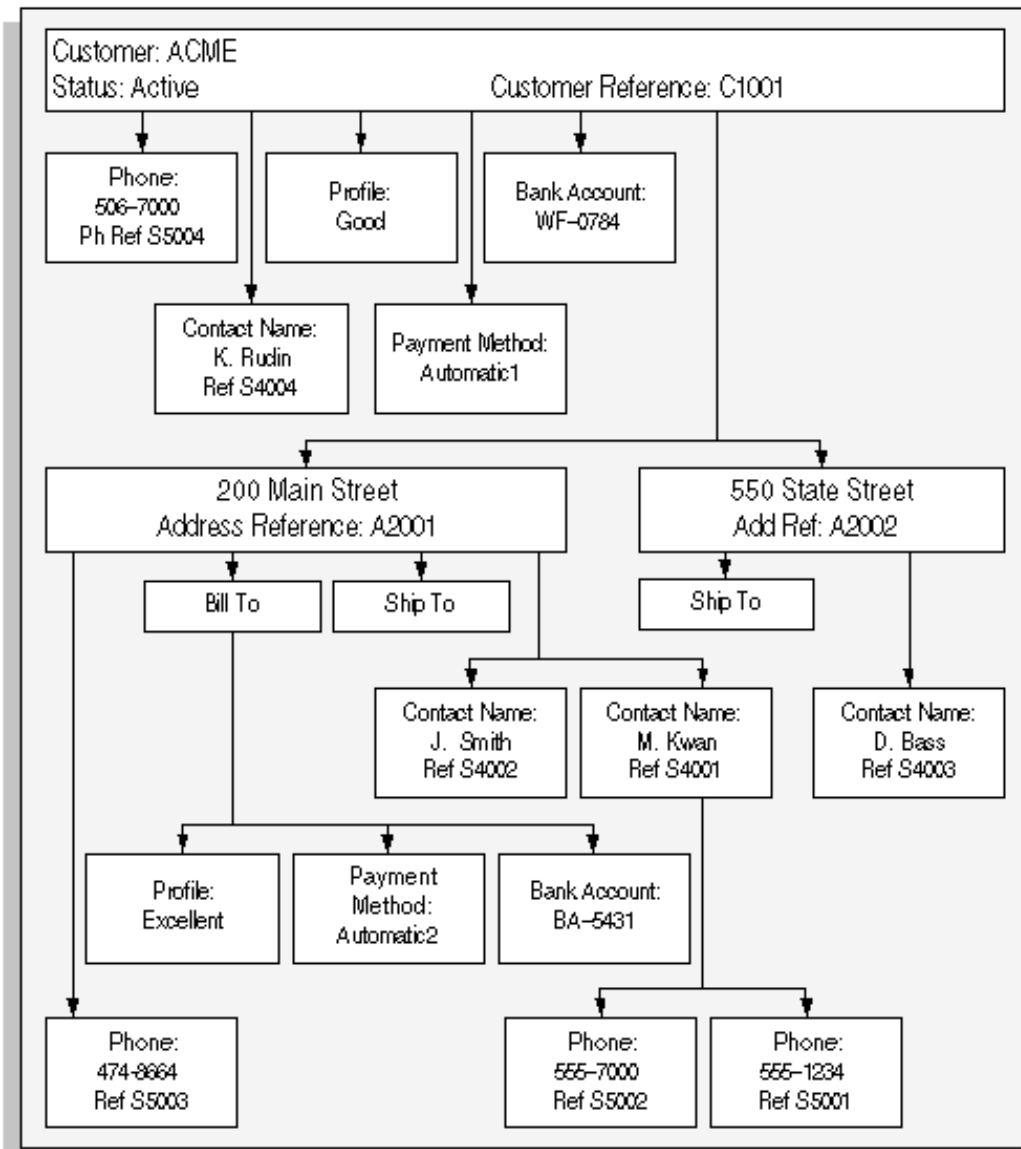 Customer: ACME
Status: Active Customer Reference: C1001
Phone:
506–7000
Ph Ref S5004
Profile:
Good
Bank Account:
WF–0784
Contact Name:
K. Rudin
Ref S4004
Payment Method:
Automatic1
200 Main Street
Address Reference: A2001
550 State Street
Add Ref: A2002
Bill To
Ship To
Ship To
Contact Name:
J. Smith
Ref S4002
Contact Name:
M. Kwan
Ref S4001
Contact Name:
D. Bass
Ref S4003
Profile:
Excellent
Payment
Method:
Automatic2
Bank Account:
BA–5431
Phone:
474-8664
Ref S5003
Phone:
555–7000
Ref S5002
Phone:
555–1234
Ref S5001